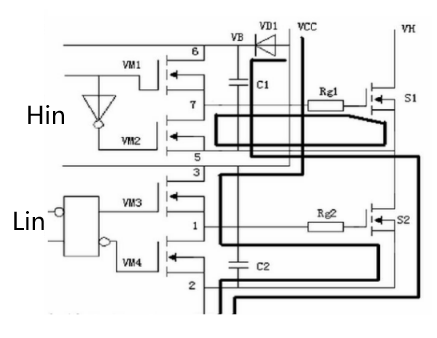 VD1 VCC VH
VB
6
VM1
C1
Rg1
S1
7
Hin
VM2
5
3
Lin
VM3
Rg2
S2
1
VM4
C2
2